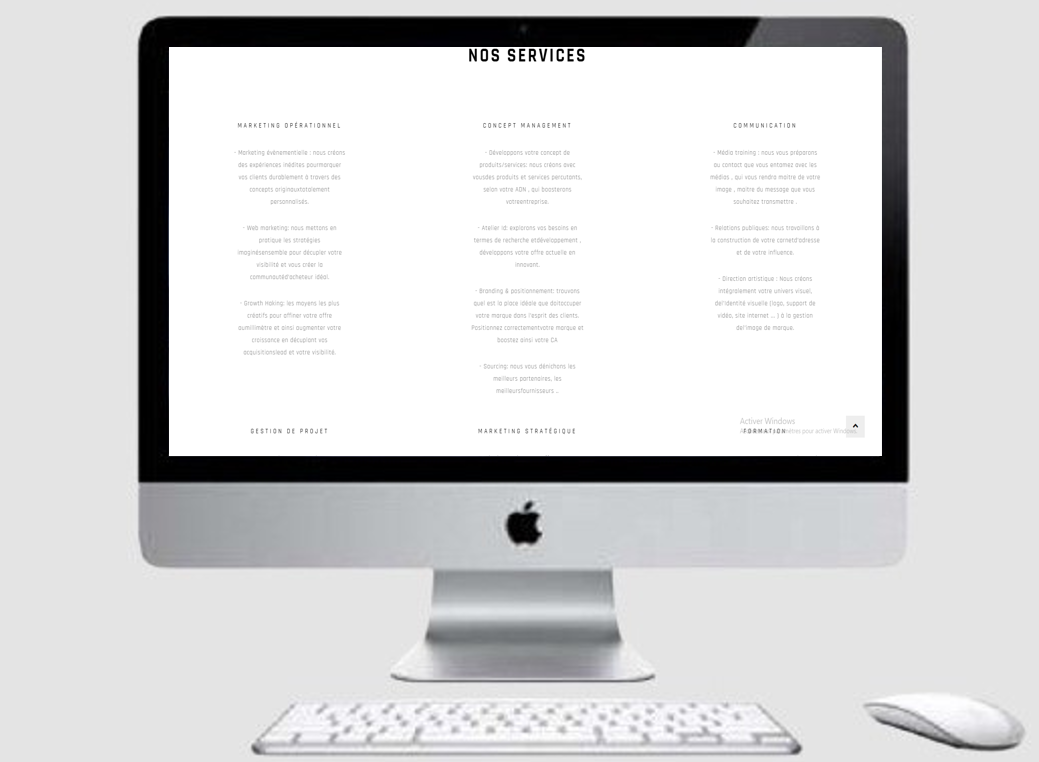 NOS SERVICES
MARKETING OPÉRATIONNEL
- Marketing évènementielle : nous créons
des expériences inédites pourmarquer
vos clients durablement à travers des
concepts originauxtotalement
personnalisés.
- Web marketing: nous mettons en
pratique les stratégies
imaginésensemble pour décupler votre
visibilité et vous créer la
communautéd'acheteur idéal.
- Growth Haking: les moyens les plus
créatifs pour affiner votre offre
aumillimètre et ainsi augmenter votre
croissance en décuplant vos
acquisitionslead et votre visibilité.
CONCEPT MANAGEMENT
- Développons votre concept de
produits/services: nous créons avec
vousdes produits et services percutants,
selon votre ADN , qui boosterons
votreentreprise.
- Atelier id: explorons vos besoins en
termes de recherche etdéveloppement ,
développons votre offre actuelle en
innovant.
- Branding & positionnement: trouvons
quel est la place idéale que doitoccuper
votre marque dans l'esprit des clients.
Positionnez correctementvotre marque et
boostez ainsi votre CA
- Sourcing: nous vous dénichons les
meilleurs partenaires, les
meilleursfournisseurs ..
COMMUNICATION
- Média training : nous vous préparons
au contact que vous entamez avec les
médias , qui vous rendra maitre de votre
image , maitre du message que vous
souhaitez transmettre .
- Relations publiques: nous travaillons à
la construction de votre carnetd'adresse
et de votre influence.
- Direction artistique : Nous créons
intégralement votre univers visuel,
del'identité visuelle (logo, support de
vidéo, site internet ... ) à la gestion
del'image de marque.
GESTION DE PROJET
MARKETING STRATÉGIQUE
FORMATION
Activer Windows
pour activer Windows.